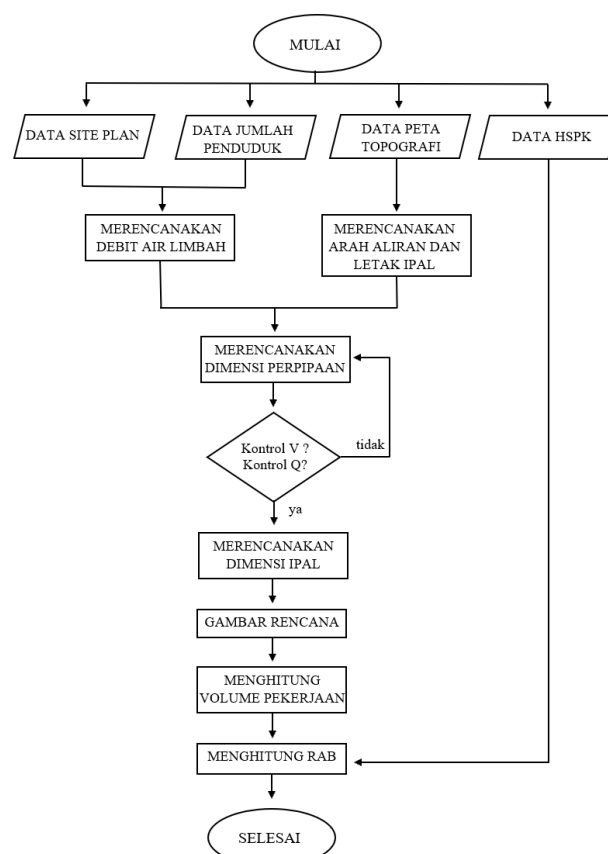 MULAI
DATA SITE PLAN
DATA JUMLAH
PENDUDUK
DATA PETA
TOPOGRAFI
DATA HSPK
MERENCANAKAN
DEBIT AIR LIMBAH
MERENCANAKAN
ARAH ALIRAN DAN
LETAK IPAL
MERENCANAKAN
DIMENSI PERPIPAAN
Kontrol V ?
Kontrol Q?
tidak
ya
MERENCANAKAN
DIMENSI IPAL
GAMBAR RENCANA
MENGHITUNG
VOLUME PEKERJAAN
MENGHITUNG RAB
SELESAI